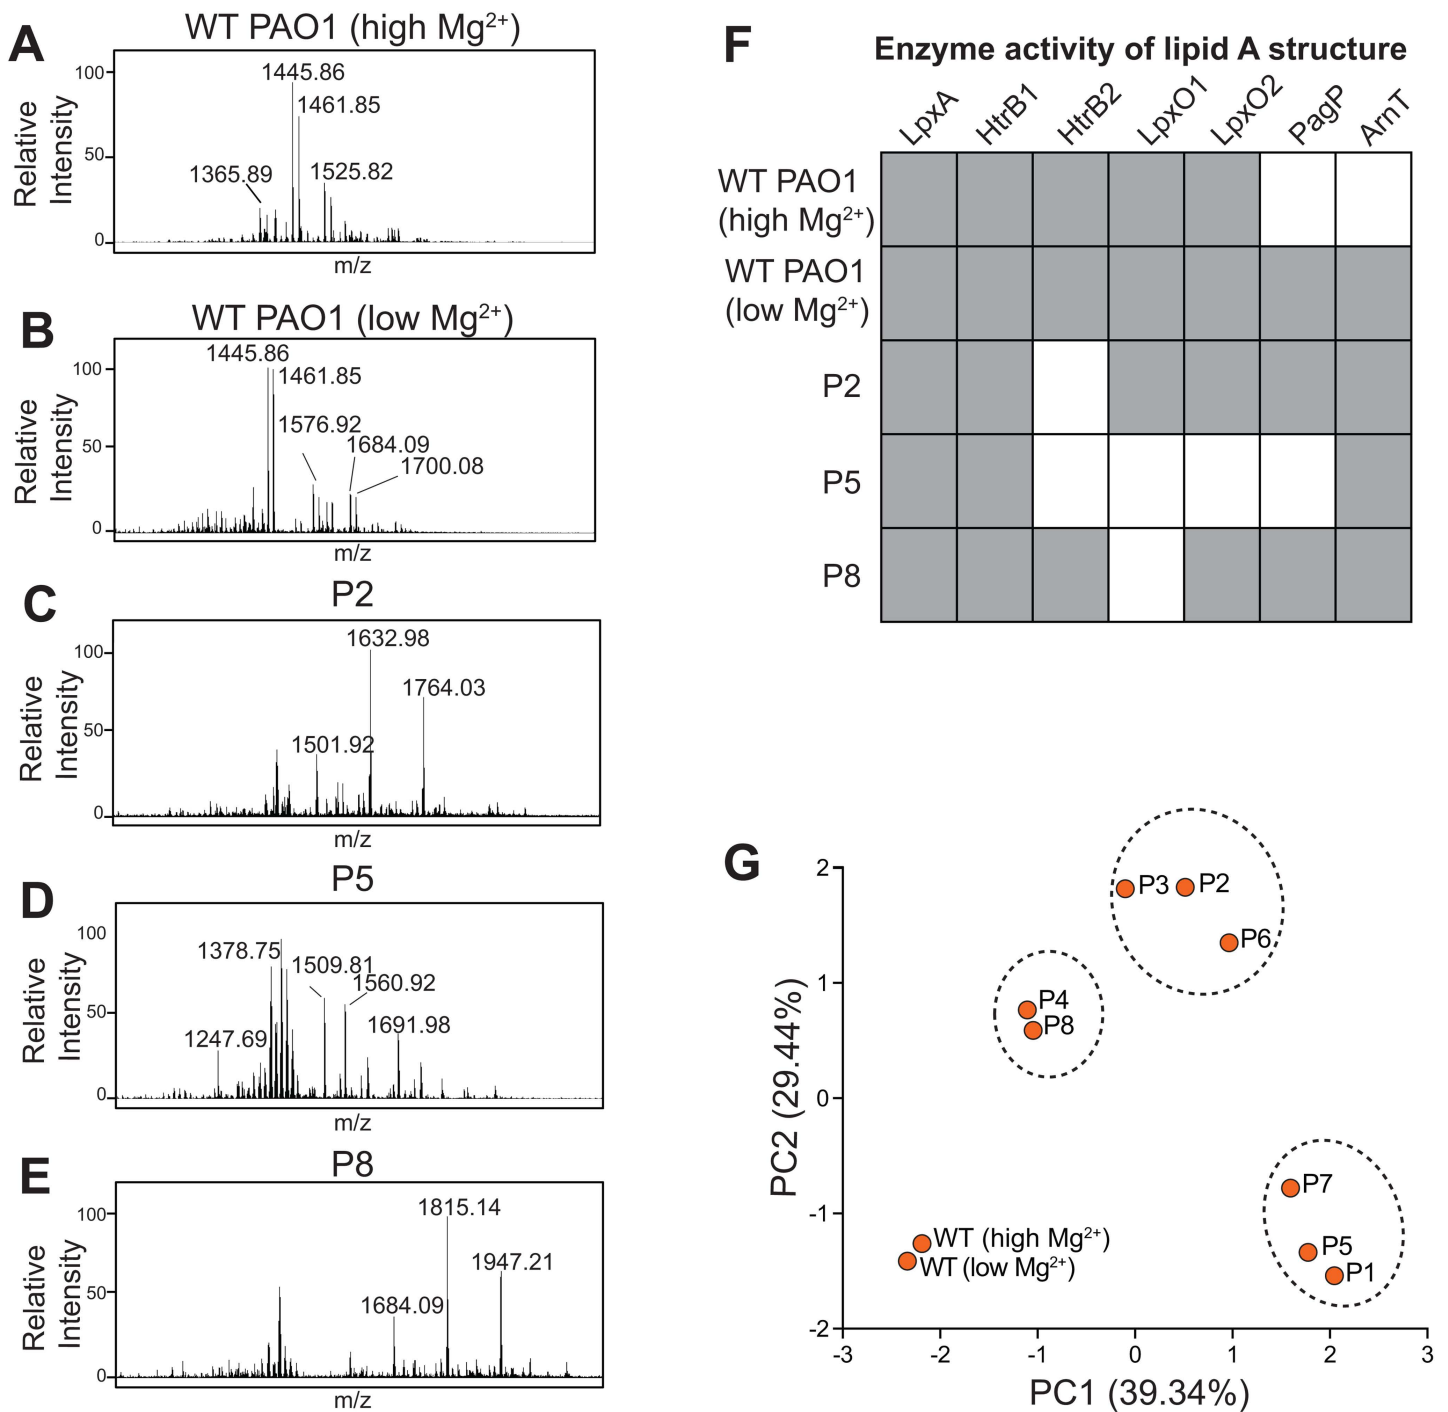 A
WT PAO1 (high Mg²⁺)
Relative
Intensity
100
50
0
1445.86
1461.85
1365.89
1525.82
m/z
B
WT PAO1 (low Mg²⁺)
Relative
Intensity
100
50
0
1445.86
1461.85
1576.92
1684.09
1700.08
m/z
C
P2
Relative
Intensity
100
50
0
1632.98
1764.03
1501.92
m/z
D
P5
Relative
Intensity
100
50
0
1378.75
1509.81
1560.92
1247.69
1691.98
m/z
E
P8
Relative
Intensity
100
50
0
1815.14
1947.21
1684.09
m/z
F
Enzyme activity of lipid A structure
LpxA
HtrB1
HtrB2
LpxO1
LpxO2
PagP
ArnT
WT PAO1
(high Mg²⁺)
WT PAO1
(low Mg²⁺)
P2
P5
P8
G
PC2 (29.44%)
2
1
0
-1
-2
P3
P2
P6
P4
P8
P7
P5
P1
WT (high Mg²⁺)
WT (low Mg²⁺)
-3
-2
-1
0
1
2
3
PC1 (39.34%)